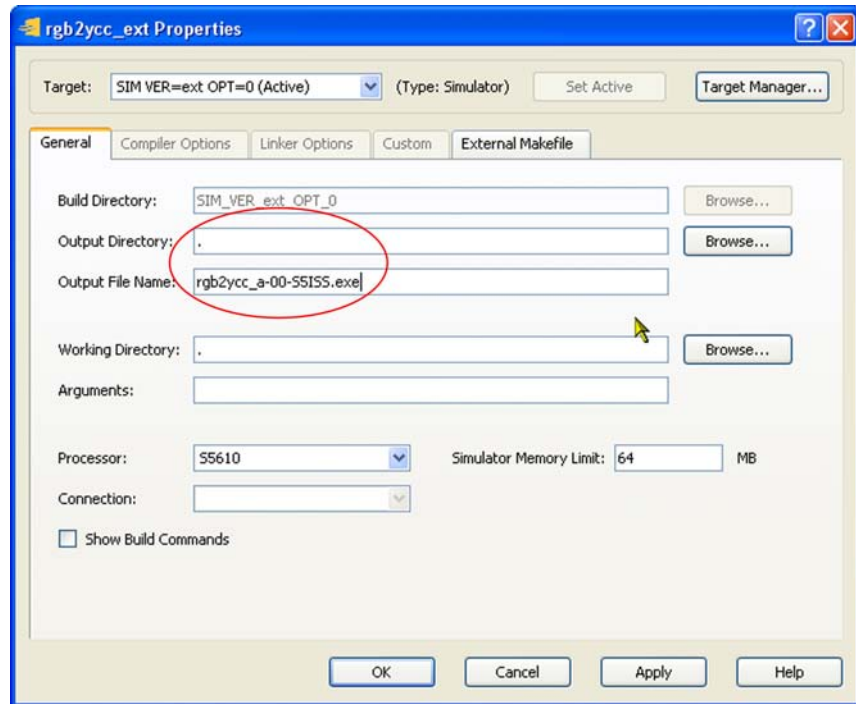 rgb2ycc_ext Properties
Target: SIM VER=ext OPT=0 (Active) (Type: Simulator) Set Active Target Manager...
General Compiler Options Linker Options Custom External Makefile
Build Directory: SIM_VER_ext_OPT_0 Browse...
Output Directory: . Browse...
Output File Name: rgb2ycc_a-00-S5ISS.exe
Working Directory: . Browse...
Arguments:
Processor: S5610 Simulator Memory Limit: 64 MB
Connection:
Show Build Commands
OK Cancel Apply Help